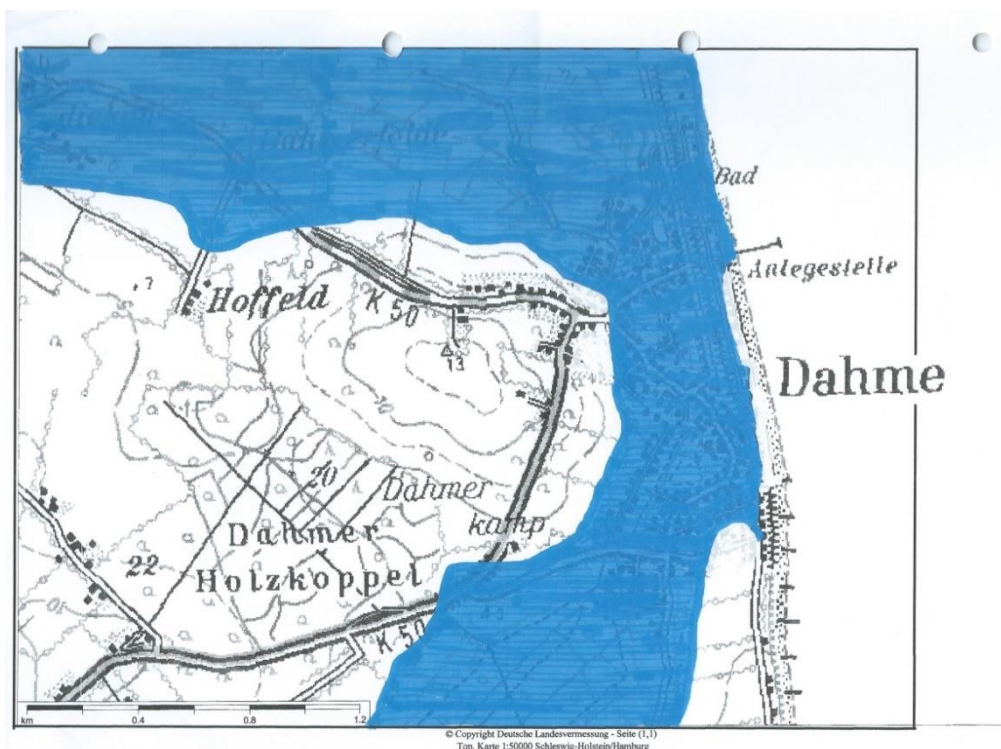 Bad
Anlegestelle
7
Hoffeld
K 50
13
Dahme
20
Dahmer
kamp
Dahmer
22
Holzkoppel
K 50
km 0.4 0.8 1.2
© Copyright Deutsche Landesvermessung - Seite (1,1)
Top. Karte 1:50000 Schleswig-Holstein/Hamburg